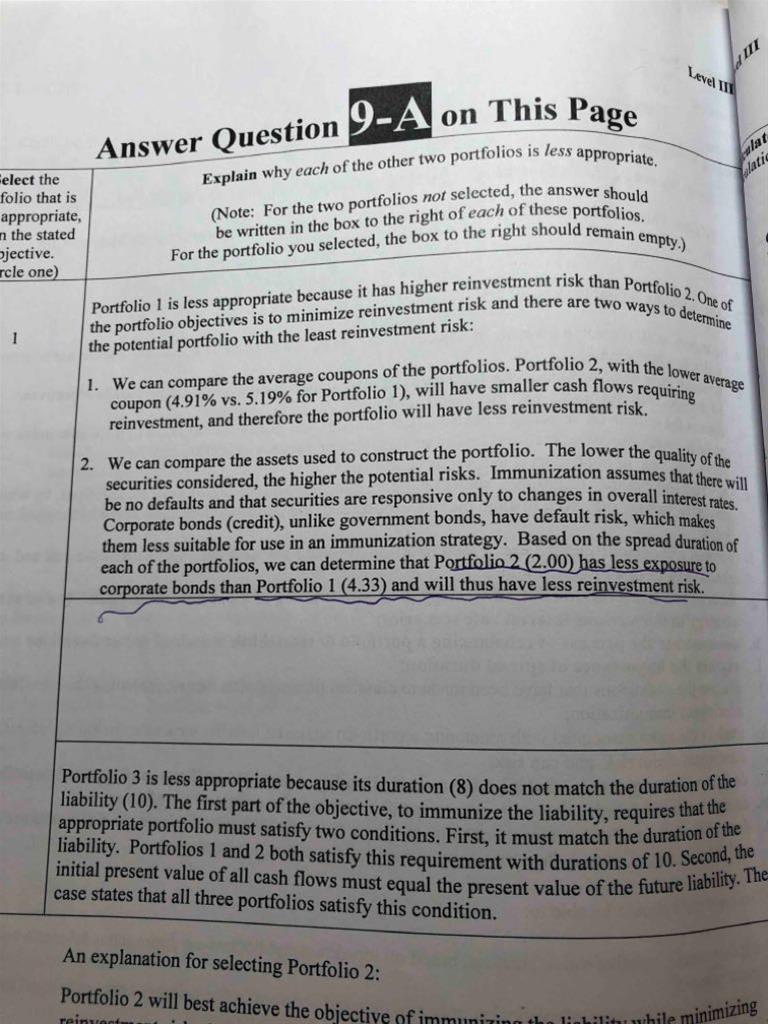 Level III
d III
Answer Question 9-A on This Page
elect the
folio that is
appropriate,
n the stated
ojective.
rcle one)
Explain why each of the other two portfolios is less appropriate.
(Note: For the two portfolios not selected, the answer should
be written in the box to the right of each of these portfolios.
For the portfolio you selected, the box to the right should remain empty.)
1
Portfolio 1 is less appropriate because it has higher reinvestment risk than Portfolio 2. One of
the portfolio objectives is to minimize reinvestment risk and there are two ways to determine
the potential portfolio with the least reinvestment risk:
1. We can compare the average coupons of the portfolios. Portfolio 2, with the lower average
coupon (4.91% vs. 5.19% for Portfolio 1), will have smaller cash flows requiring
reinvestment, and therefore the portfolio will have less reinvestment risk.
2. We can compare the assets used to construct the portfolio. The lower the quality of the
securities considered, the higher the potential risks. Immunization assumes that there will
be no defaults and that securities are responsive only to changes in overall interest rates.
Corporate bonds (credit), unlike government bonds, have default risk, which makes
them less suitable for use in an immunization strategy. Based on the spread duration of
each of the portfolios, we can determine that Portfolio 2 (2.00) has less exposure to
corporate bonds than Portfolio 1 (4.33) and will thus have less reinvestment risk.
Portfolio 3 is less appropriate because its duration (8) does not match the duration of the
liability (10). The first part of the objective, to immunize the liability, requires that the
appropriate portfolio must satisfy two conditions. First, it must match the duration of the
liability. Portfolios 1 and 2 both satisfy this requirement with durations of 10. Second, the
initial present value of all cash flows must equal the present value of the future liability. The
case states that all three portfolios satisfy this condition.
An explanation for selecting Portfolio 2:
Portfolio 2 will best achieve the objective of immunizing the liability while minimizing